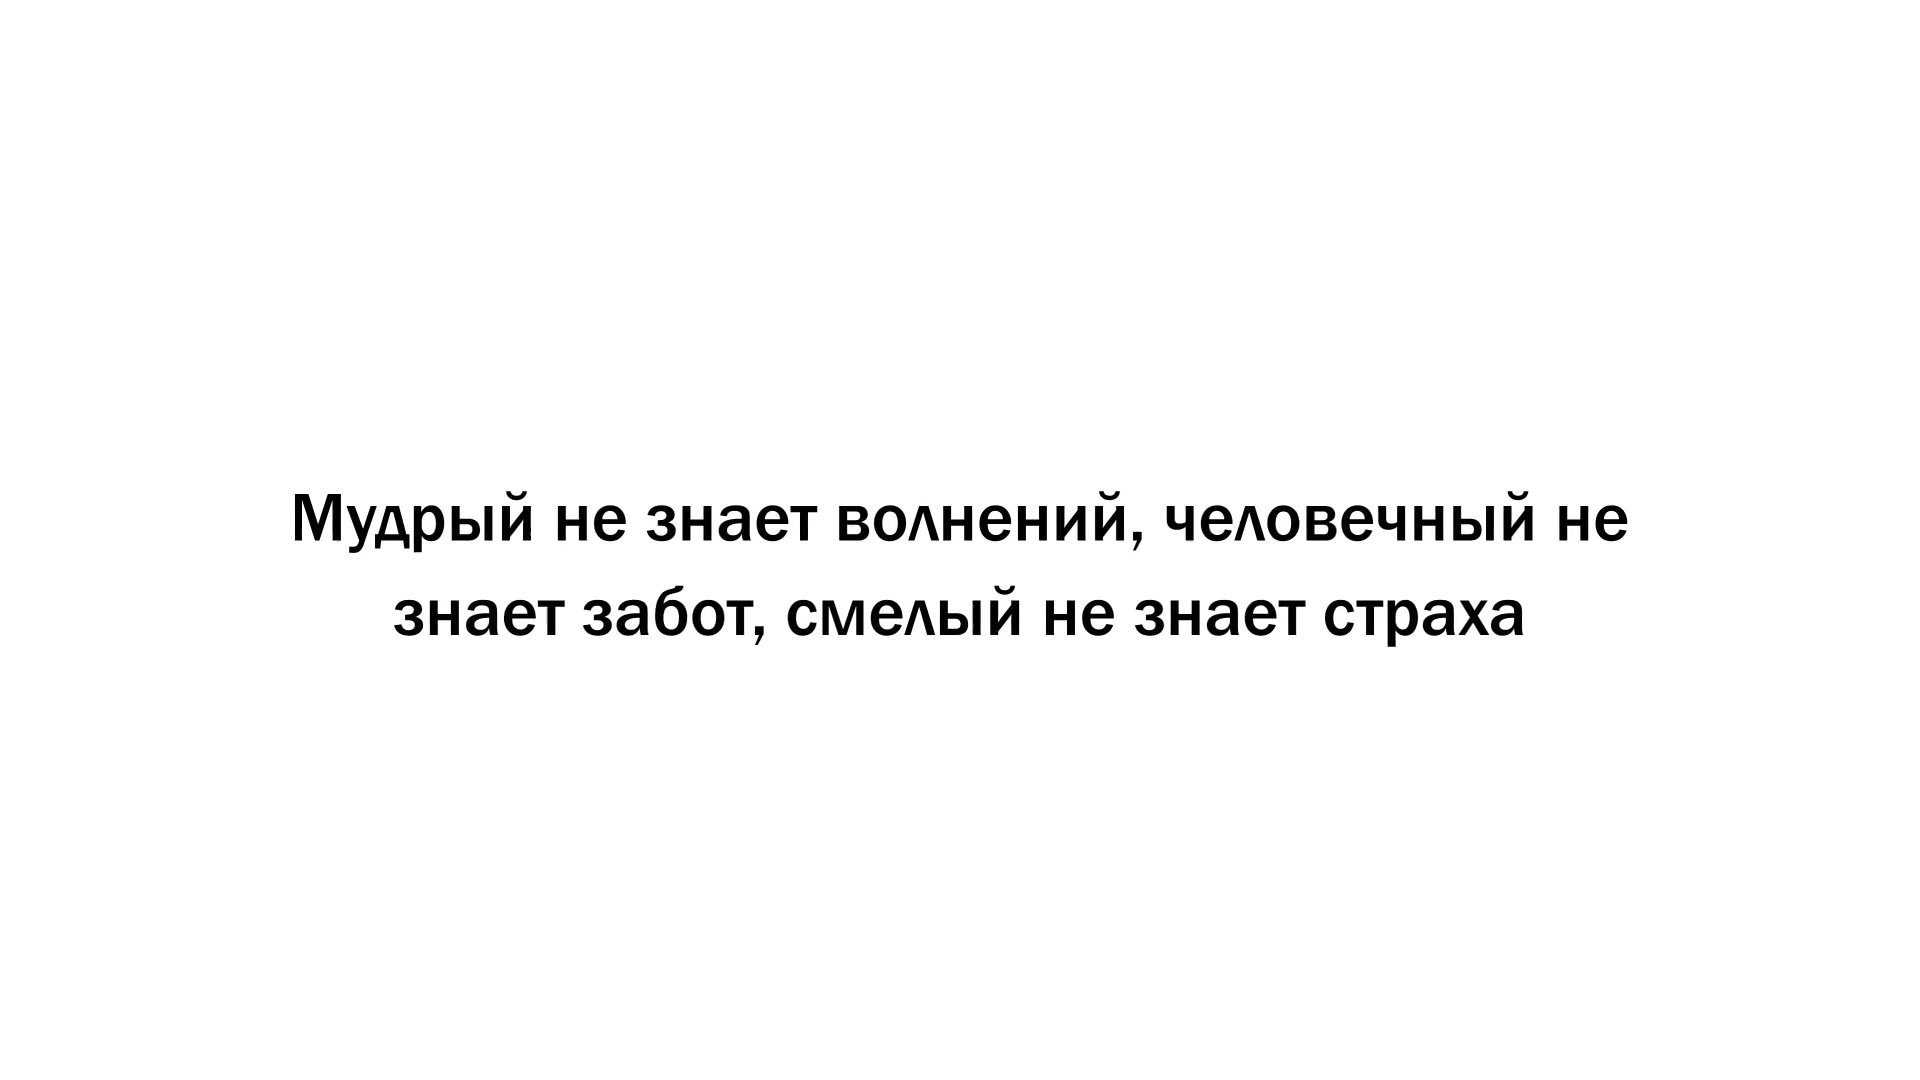 Мудрый не знает волнений, человечный не
знает забот, смелый не знает страха